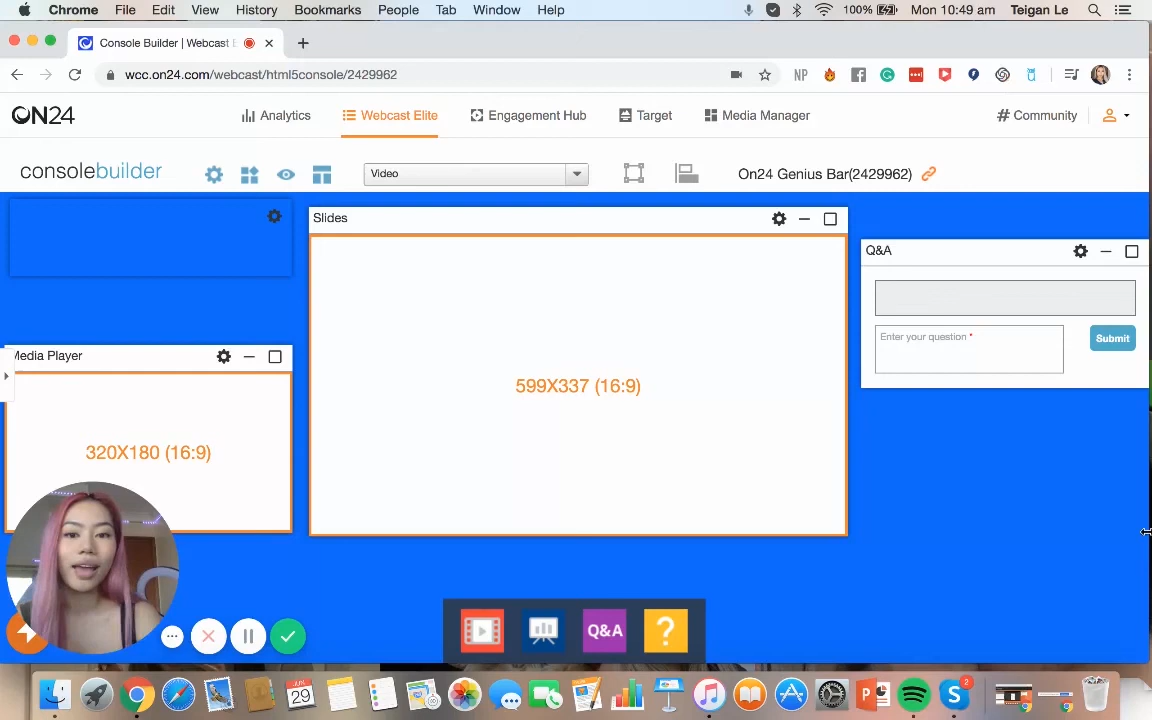 Chrome File Edit View History Bookmarks People Tab Window Help 100% Mon 10:49 am Teigan Le
Console Builder | Webcast E
wcc.on24.com/webcast/html5console/2429962 NP
ON24 Analytics Webcast Elite Engagement Hub Target Media Manager # Community
consolebuilder Video On24 Genius Bar(2429962)
Slides
Q&A
599X337 (16:9)
Enter your question *
Submit
Media Player
320X180 (16:9)
Q&A ?
29
2